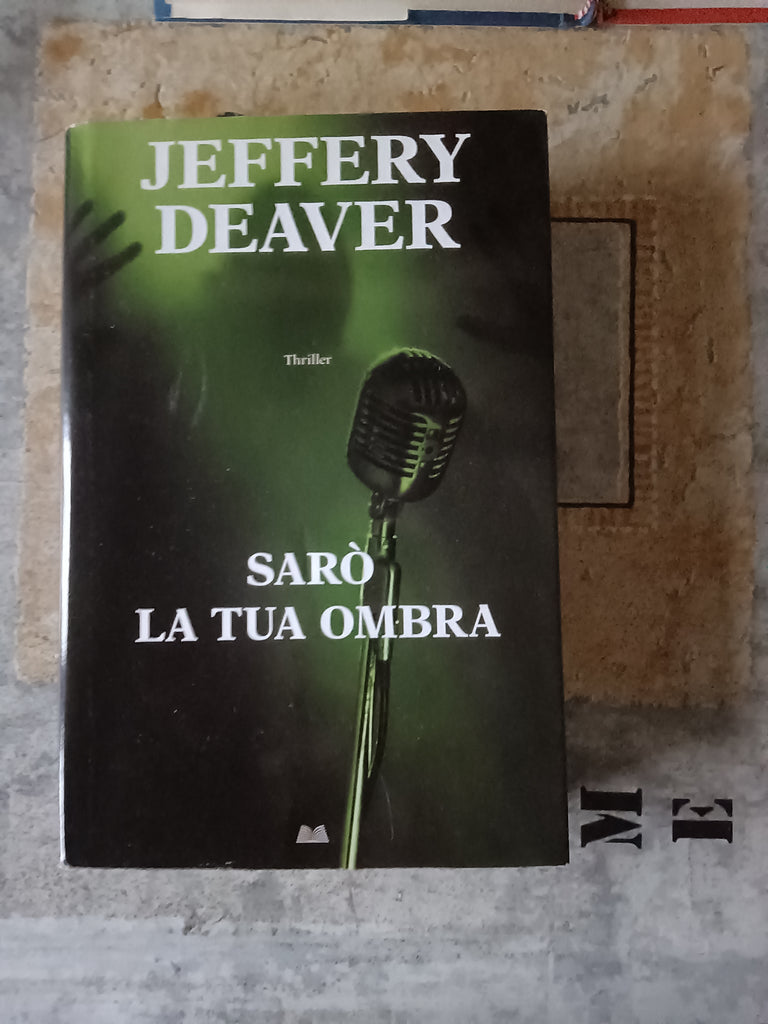 JEFFERY
DEAVER
Thriller
SARÒ
LA TUA OMBRA
M
E